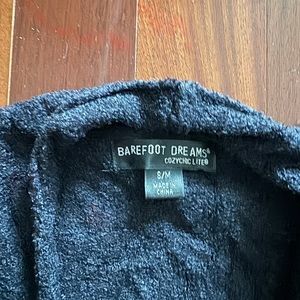 BAREFOOT DREAMS®
COZYCHIC LITE®
S/M
MADE IN
CHINA